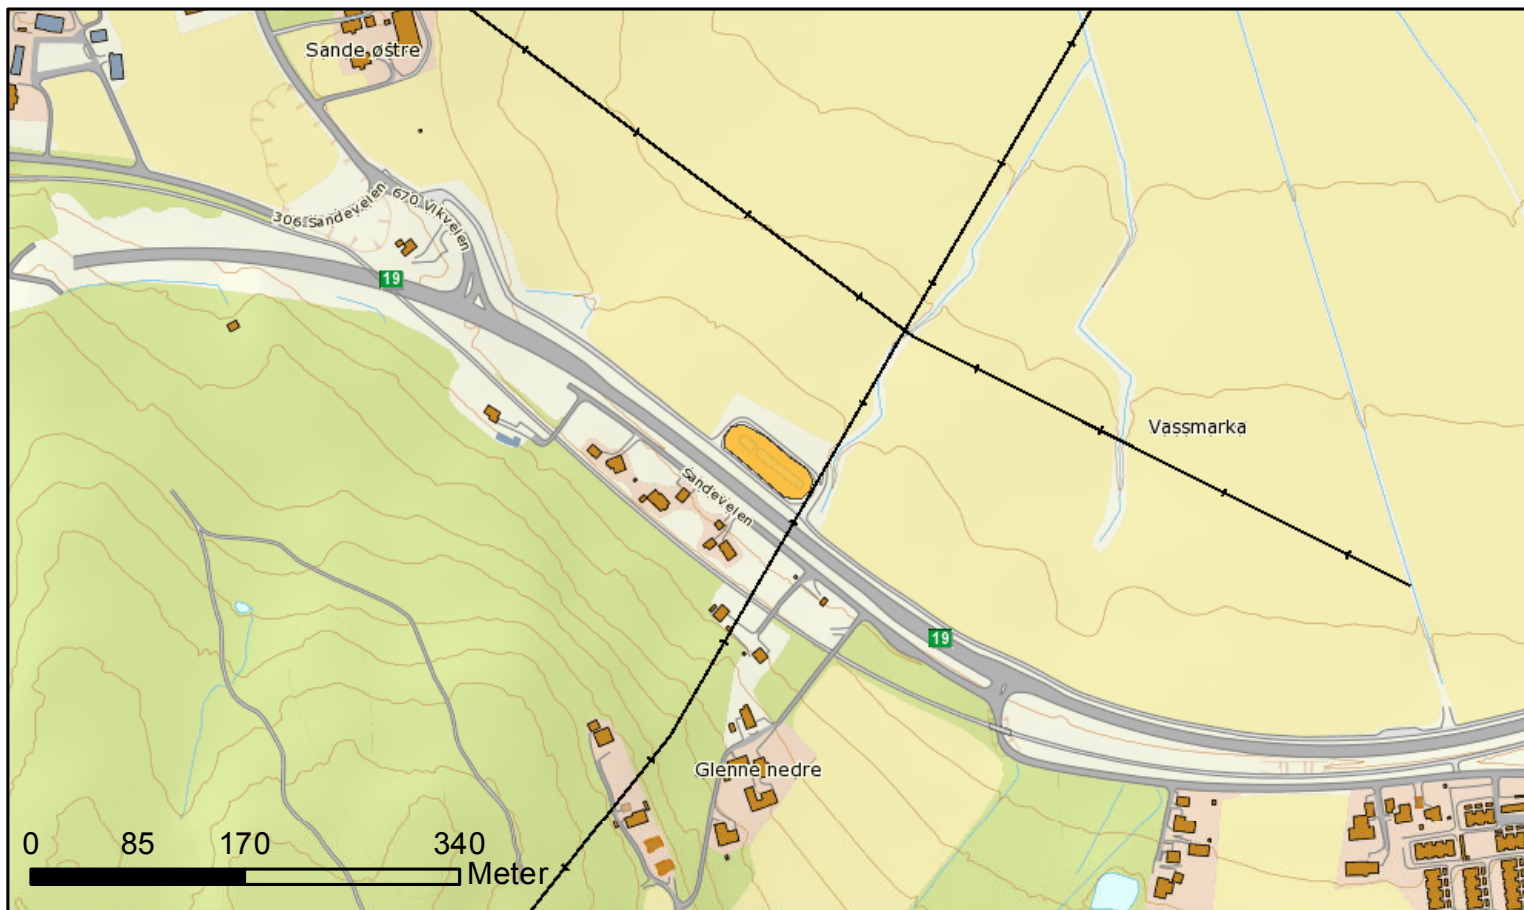 Sande østre
306 Sandeveien
670 Vikveien
19
Vassmarka
Sandeveien
19
Glenne nedre
0 85 170 340
Meter